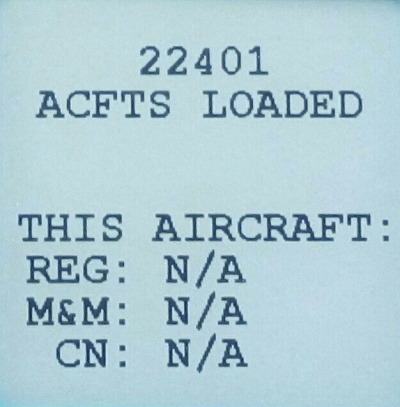 22401
ACFTS LOADED
THIS AIRCRAFT:
REG: N/A
M&M: N/A
CN: N/A